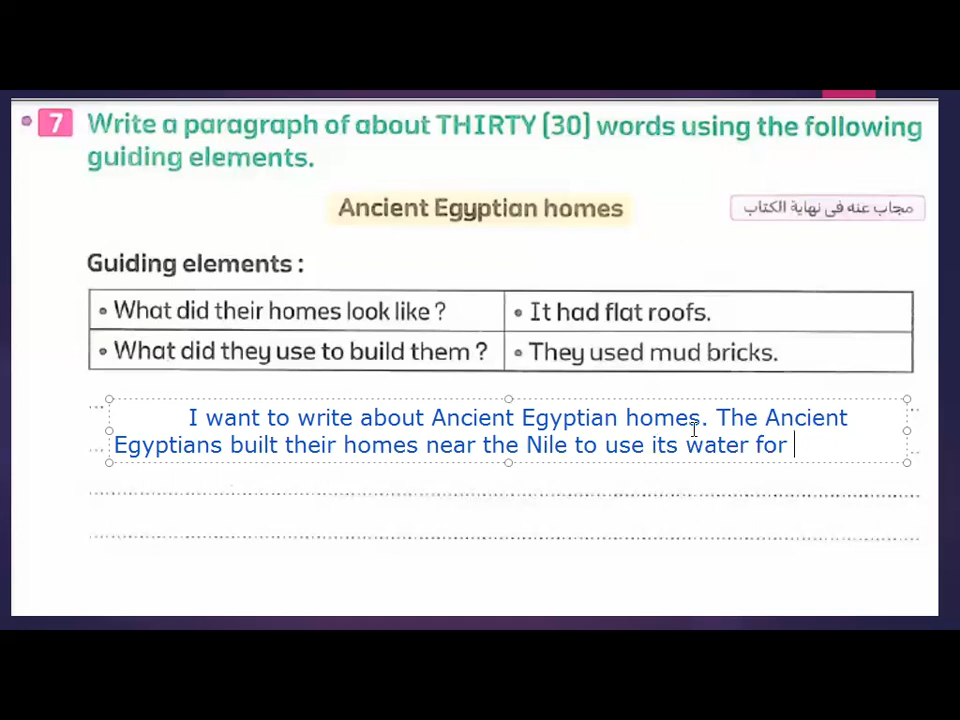 7 Write a paragraph of about THIRTY (30) words using the following
guiding elements.
Ancient Egyptian homes
مجاب عنه فى نهاية الكتاب
Guiding elements :
• What did their homes look like ? • It had flat roofs.
• What did they use to build them ? • They used mud bricks.
I want to write about Ancient Egyptian homes. The Ancient
Egyptians built their homes near the Nile to use its water for